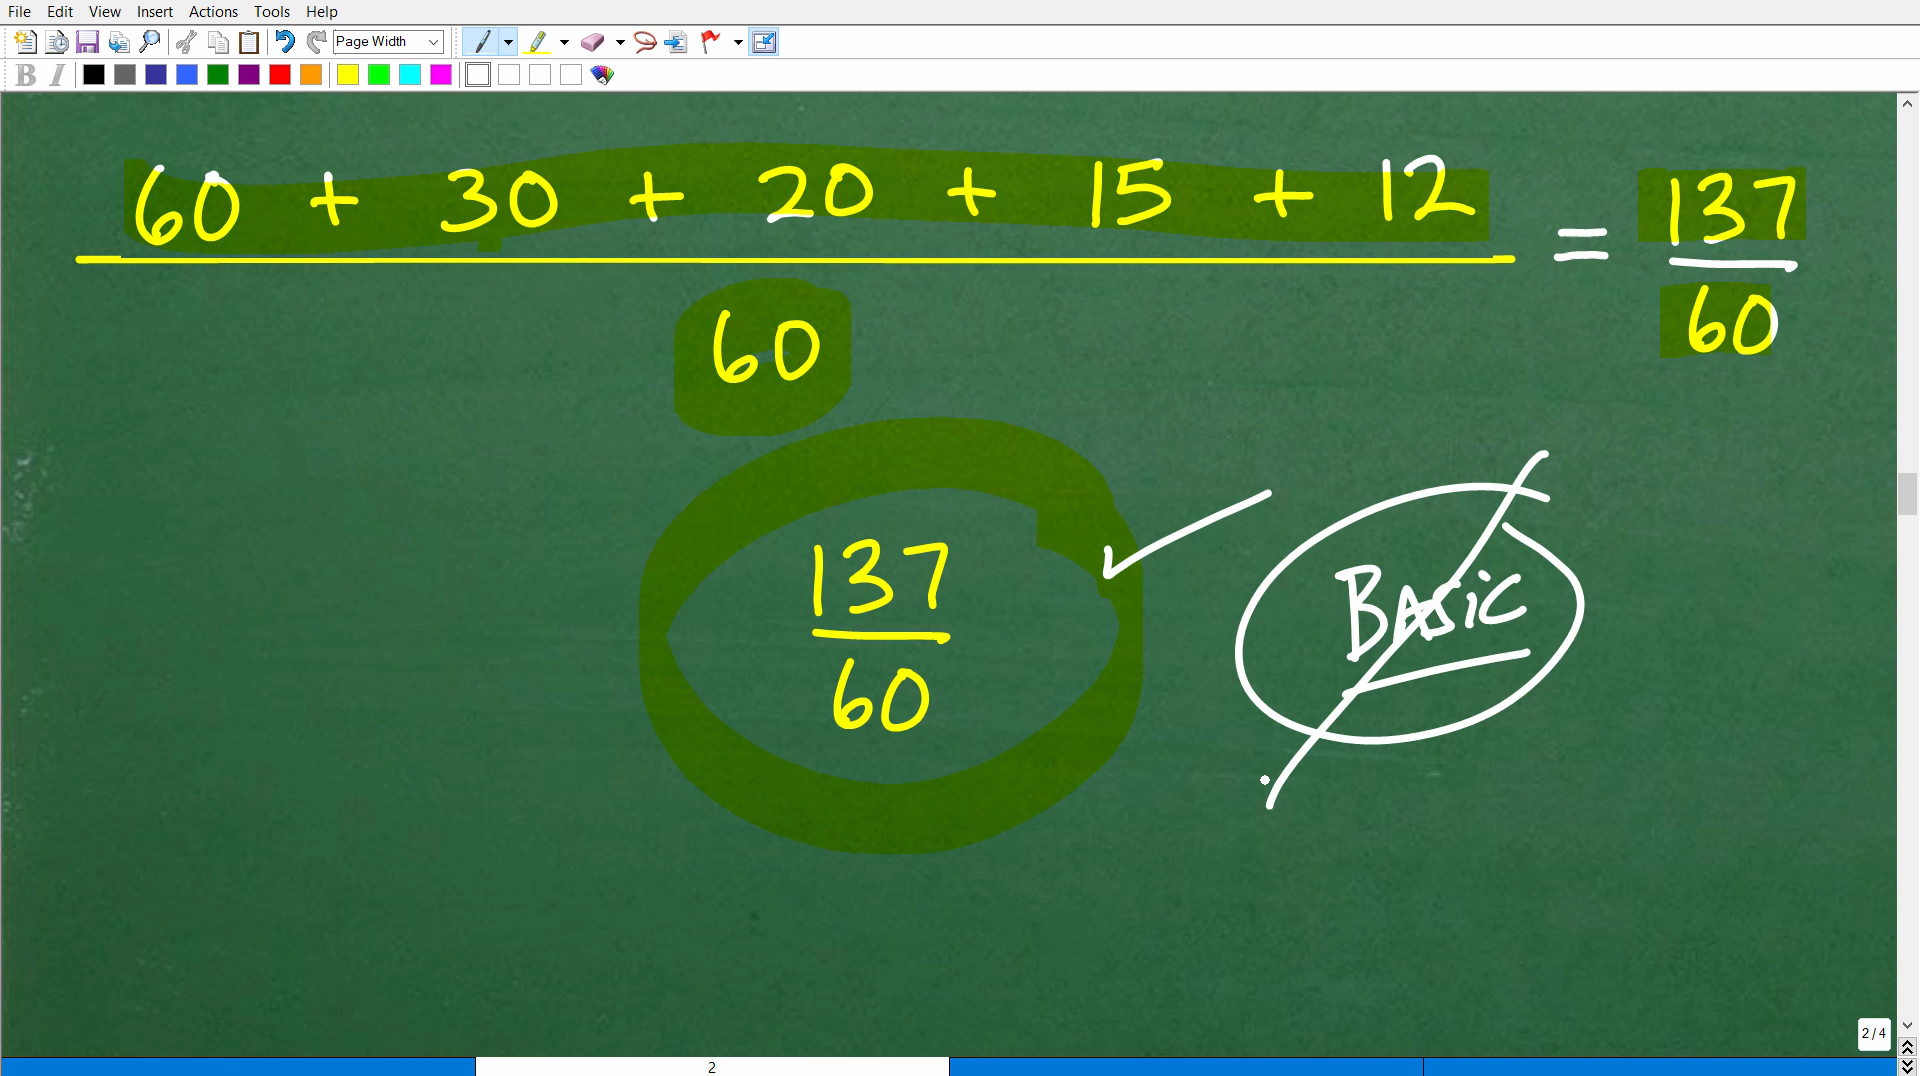 File Edit View Insert Actions Tools Help
Page Width
B I
60 + 30 + 20 + 15 + 12 = 137
60 60
137
60
BASiC
2 / 4
2